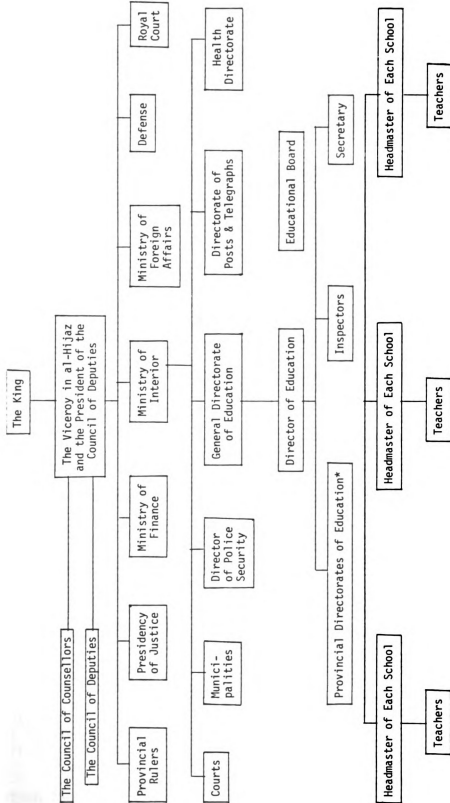 The King
The Viceroy in al-Hijaz
and the President of the
Council of Deputies
The Council of Counsellors
The Council of Deputies
Provincial
Rulers
Presidency
of Justice
Ministry of
Finance
Ministry of
Interior
Ministry of
Foreign
Affairs
Defense
Royal
Court
Courts
Munici-
palities
Director
of Police
Security
General Directorate
of Education
Directorate of
Posts & Telegraphs
Health
Directorate
Director of Education
Educational Board
Provincial Directorates of Education*
Inspectors
Secretary
Headmaster of Each School
Headmaster of Each School
Headmaster of Each School
Teachers
Teachers
Teachers